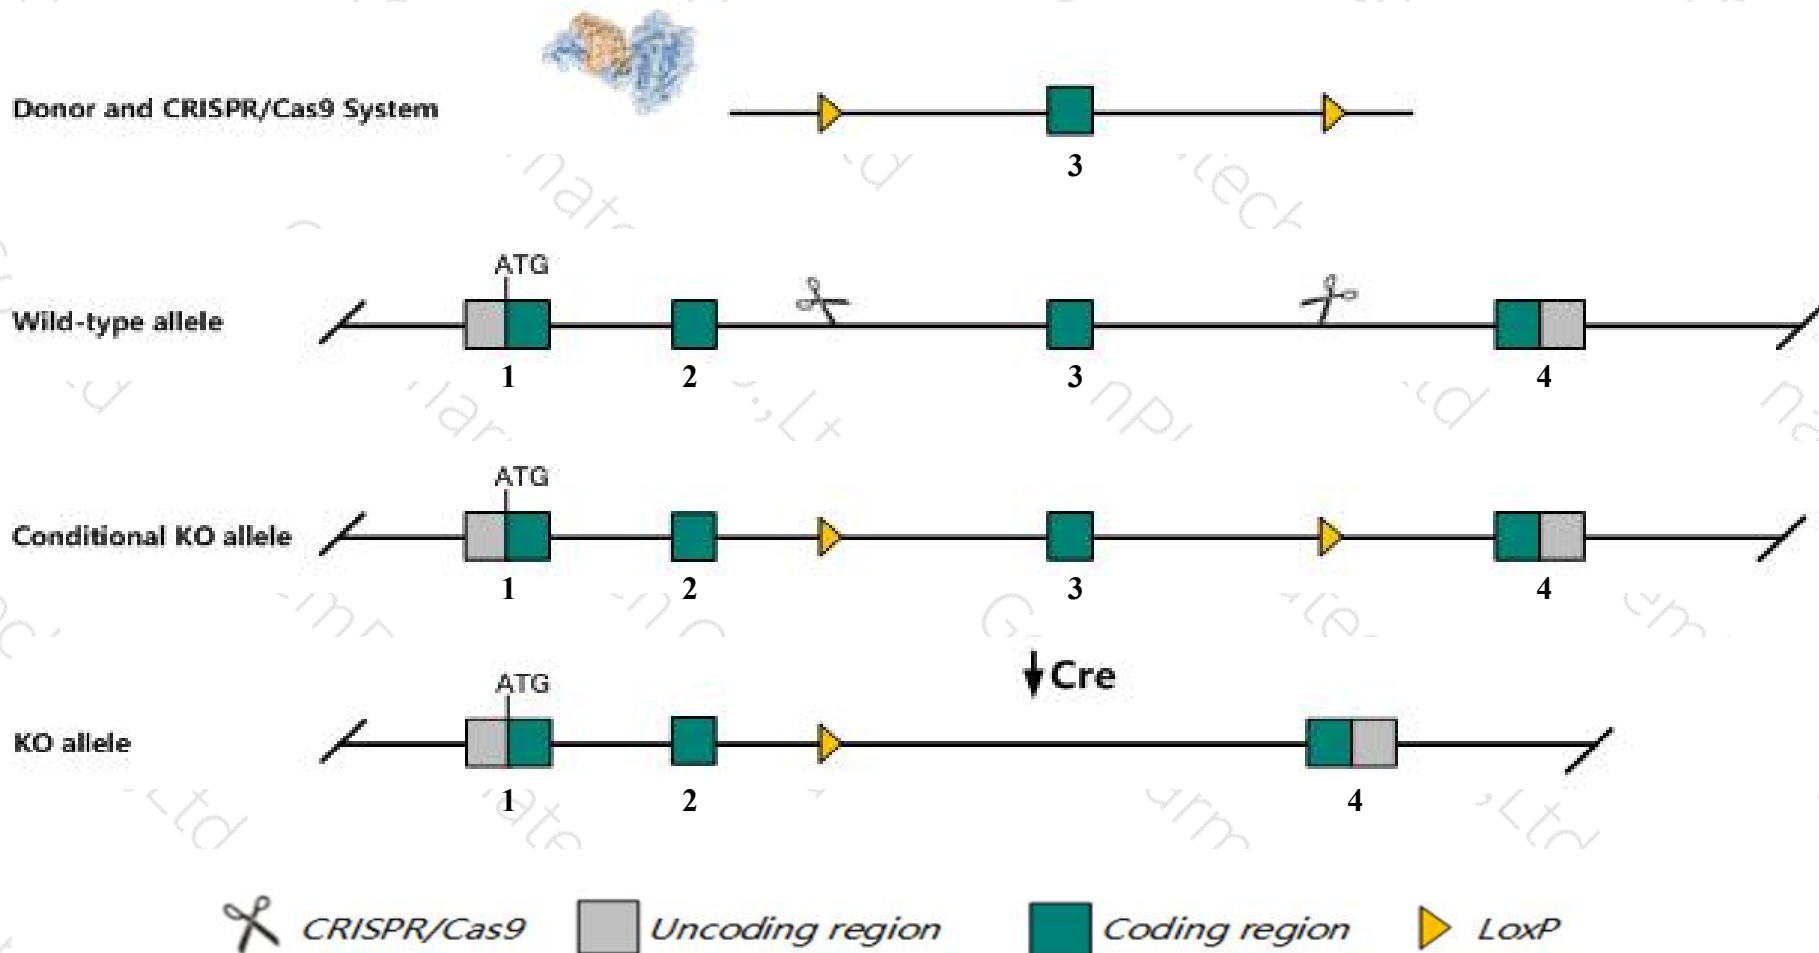 Donor and CRISPR/Cas9 System
3
ATG
Wild-type allele
1 2 3 4
ATG
Conditional KO allele
1 2 3 4
Cre
ATG
KO allele
1 2 4
CRISPR/Cas9 Uncoding region Coding region LoxP